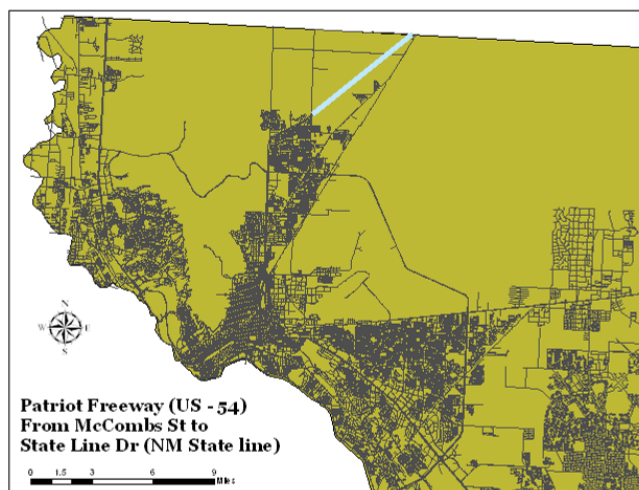 N
W E
S
Patriot Freeway (US - 54)
From McCombs St to
State Line Dr (NM State line)
0 1.5 3 6 9
Miles